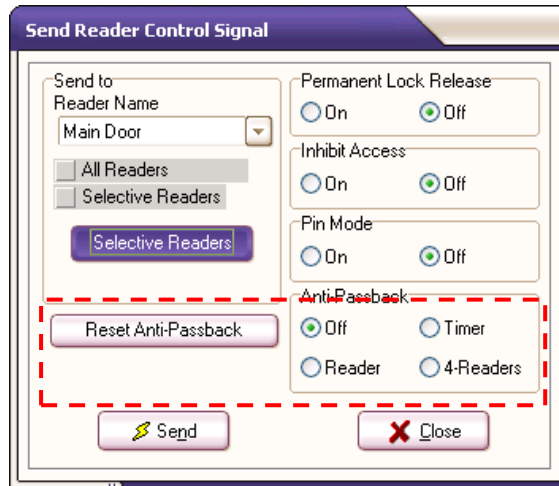 Send Reader Control Signal
Send to
Reader Name
Main Door
All Readers
Selective Readers
Selective Readers
Reset Anti-Passback
Permanent Lock Release
On Off
Inhibit Access
On Off
Pin Mode
On Off
Anti-Passback
Off Timer
Reader 4-Readers
Send Close